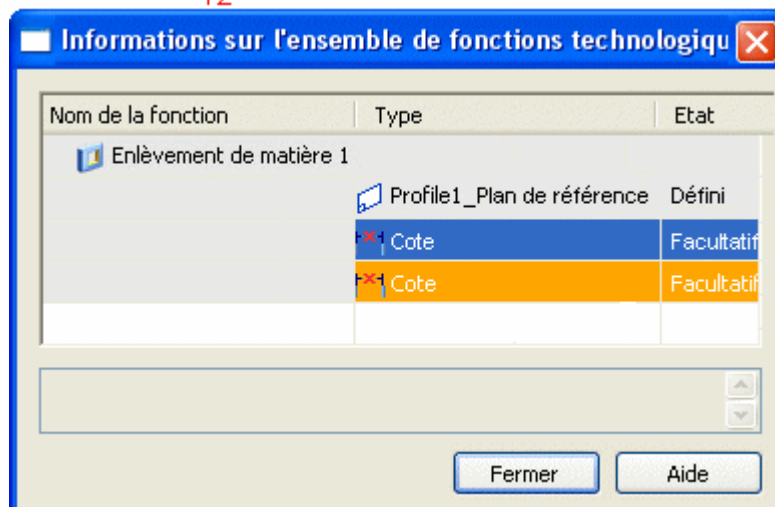 12
Informations sur l'ensemble de fonctions technologiqu
Nom de la fonction Type Etat
Enlèvement de matière 1
Profile1_Plan de référence Défini
Cote Facultatif
Cote Facultatif
Fermer Aide